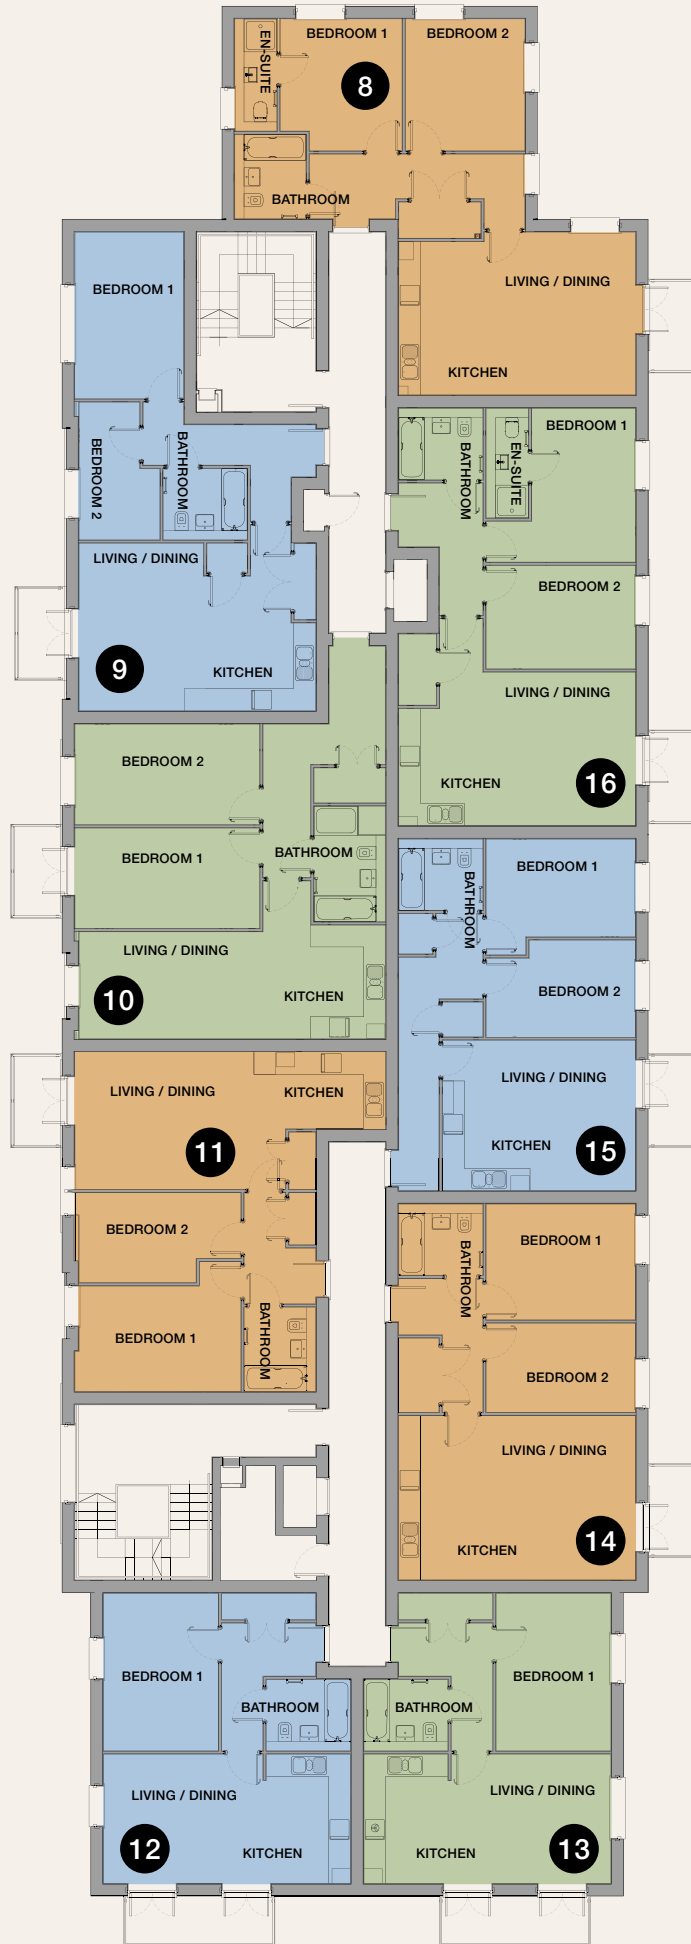 BEDROOM 1
BEDROOM 2
EN-SUITE
8
BATHROOM
LIVING / DINING
KITCHEN
BEDROOM 1
BEDROOM 2
BATHROOM
LIVING / DINING
9
KITCHEN
BEDROOM 1
EN-SUITE
BATHROOM
BEDROOM 2
LIVING / DINING
KITCHEN
16
BEDROOM 2
BEDROOM 1
BATHROOM
LIVING / DINING
10
KITCHEN
BEDROOM 1
BATHROOM
BEDROOM 2
LIVING / DINING
KITCHEN
15
LIVING / DINING
KITCHEN
11
BEDROOM 2
BEDROOM 1
BATHROOM
BEDROOM 1
BATHROOM
BEDROOM 2
LIVING / DINING
KITCHEN
14
BEDROOM 1
BATHROOM
LIVING / DINING
12
KITCHEN
BEDROOM 1
BATHROOM
LIVING / DINING
KITCHEN
13